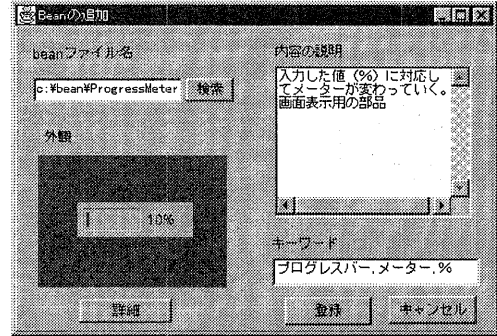 Beanの追加
beanファイル名
c:¥bean¥ProgressMeter
検索
外観
10%
詳細
内容の説明
入力した値（%）に対応し
てメーターが変わっていく。
画面表示用の部品
キーワード
プログレスバー,メーター,%
登録
キャンセル